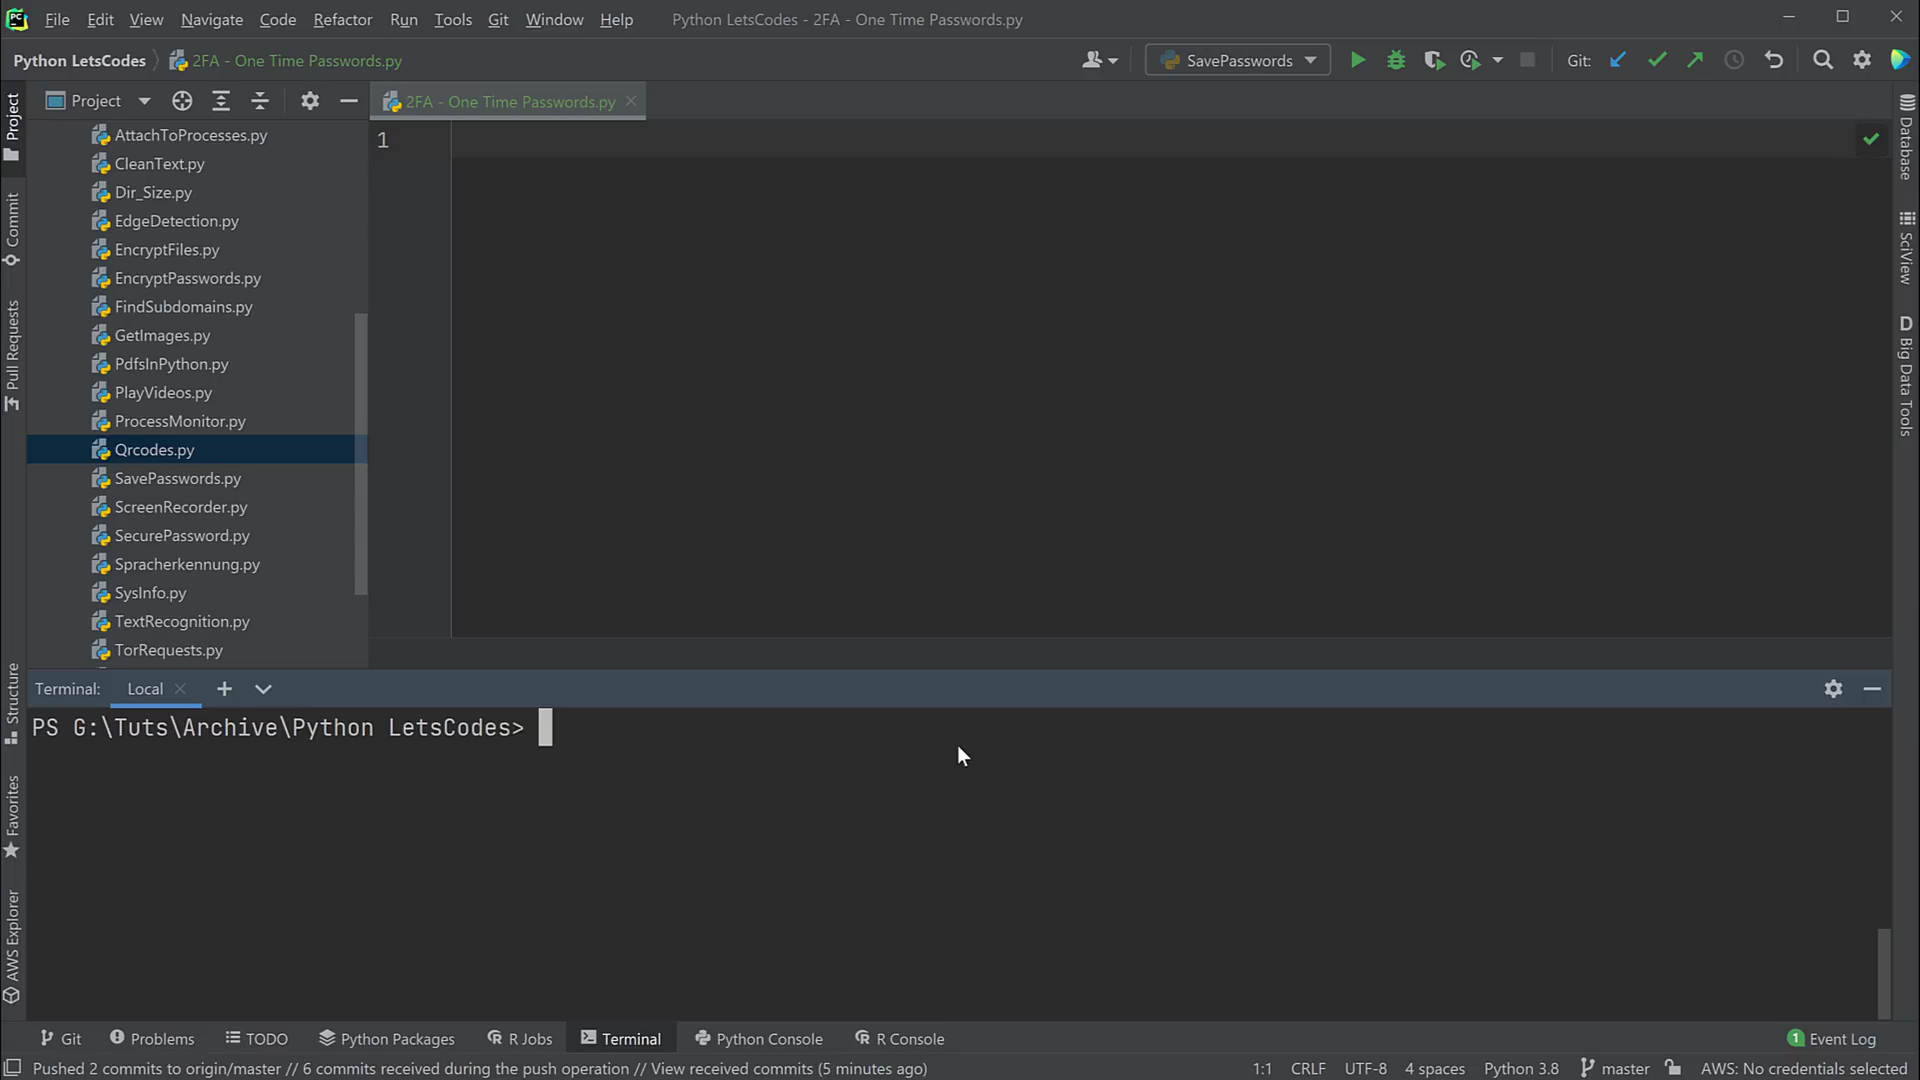 File Edit View Navigate Code Refactor Run Tools Git Window Help Python LetsCodes - 2FA - One Time Passwords.py
Python LetsCodes 2FA - One Time Passwords.py SavePasswords Git:
Project 2FA - One Time Passwords.py
1
AttachToProcesses.py
CleanText.py
Dir_Size.py
EdgeDetection.py
EncryptFiles.py
EncryptPasswords.py
FindSubdomains.py
GetImages.py
PdfsInPython.py
PlayVideos.py
ProcessMonitor.py
Qrcodes.py
SavePasswords.py
ScreenRecorder.py
SecurePassword.py
Spracherkennung.py
SysInfo.py
TextRecognition.py
TorRequests.py
Project
Commit
Pull Requests
Structure
Favorites
AWS Explorer
Database
SciView
D Big Data Tools
Terminal: Local
PS G:\Tuts\Archive\Python LetsCodes>
Git Problems TODO Python Packages R Jobs Terminal Python Console R Console 1 Event Log
Pushed 2 commits to origin/master // 6 commits received during the push operation // View received commits (5 minutes ago) 1:1 CRLF UTF-8 4 spaces Python 3.8 master AWS: No credentials selected